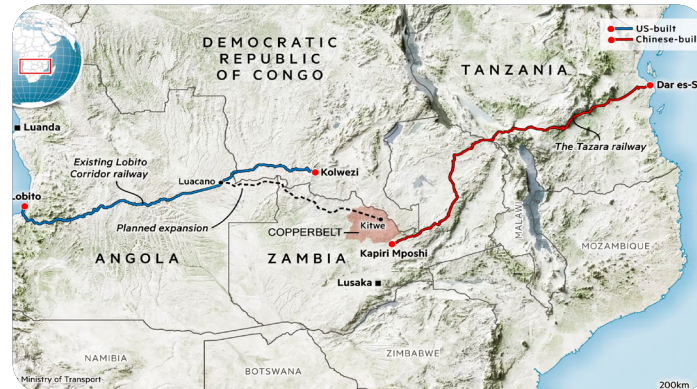 US-built
Chinese-buil
DEMOCRATIC
REPUBLIC
OF CONGO
TANZANIA
Dar es-S
Luanda
The Tazara railway
Existing Lobito
Corridor railway
Luacano
Kolwezi
Lobito
Planned expansion
COPPERBELT
Kitwe
MALAWI
ANGOLA
ZAMBIA
Kapiri Mposhi
MOZAMBIQUE
Lusaka
ZIMBABWE
NAMIBIA
BOTSWANA
Ministry of Transport
200km